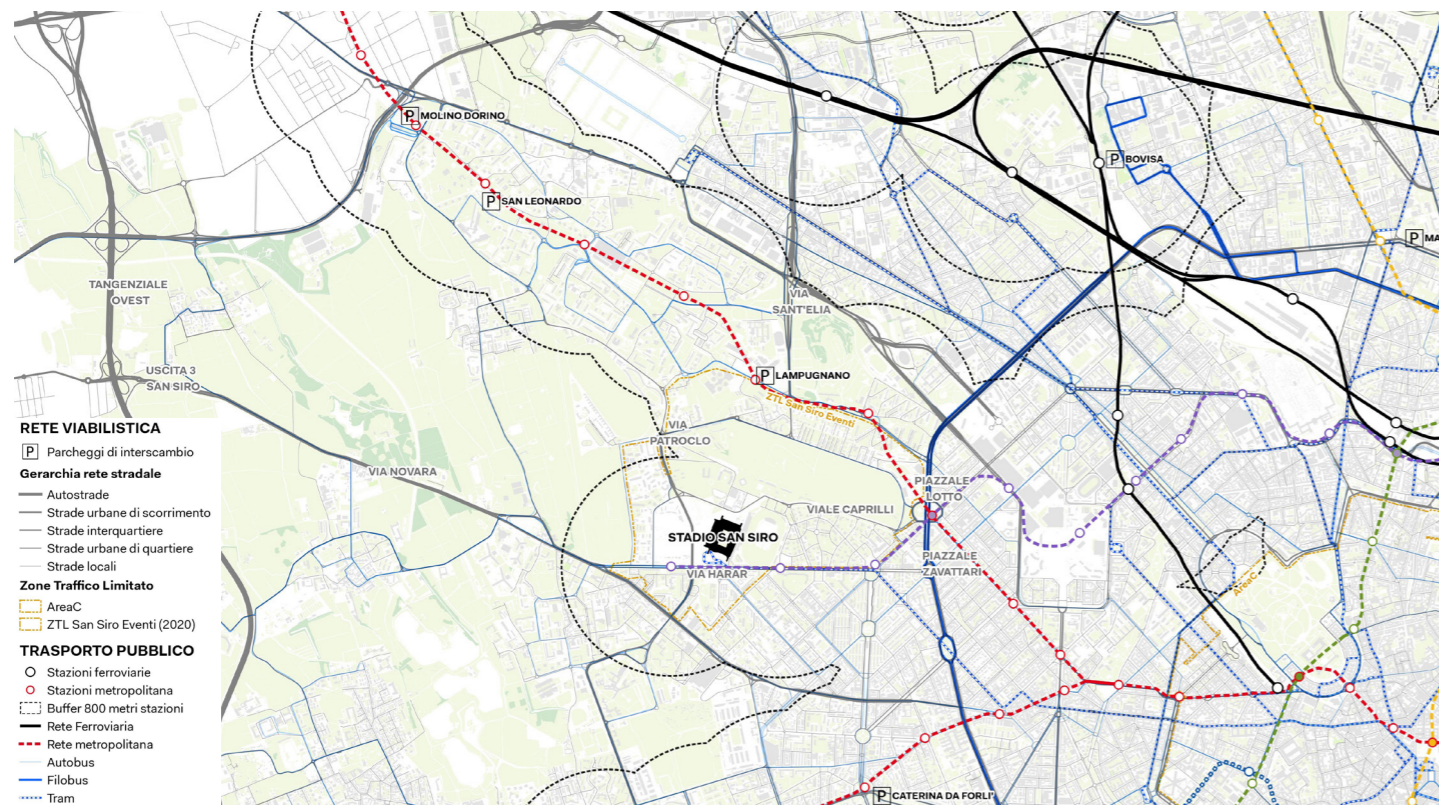 P MOLINO DORINO
P SAN LEONARDO
P BOVISA
P MA
TANGENZIALE
OVEST
VIA
SANT'ELIA
USCITA 3
SAN SIRO
P LAMPUGNANO
ZTL San Siro Eventi
VIA
PATROCLO
VIA NOVARA
PIAZZALE
LOTTO
VIALE CAPRILLI
STADIO SAN SIRO
VIA HARAR
PIAZZALE
ZAVATTARI
AreaC
P CATERINA DA FORLI'
RETE VIABILISTICA
P Parcheggi di interscambio
Gerarchia rete stradale
Autostrade
Strade urbane di scorrimento
Strade interquartiere
Strade urbane di quartiere
Strade locali
Zone Traffico Limitato
AreaC
ZTL San Siro Eventi (2020)
TRASPORTO PUBBLICO
Stazioni ferroviarie
Stazioni metropolitana
Buffer 800 metri stazioni
Rete Ferroviaria
Rete metropolitana
Autobus
Filobus
Tram